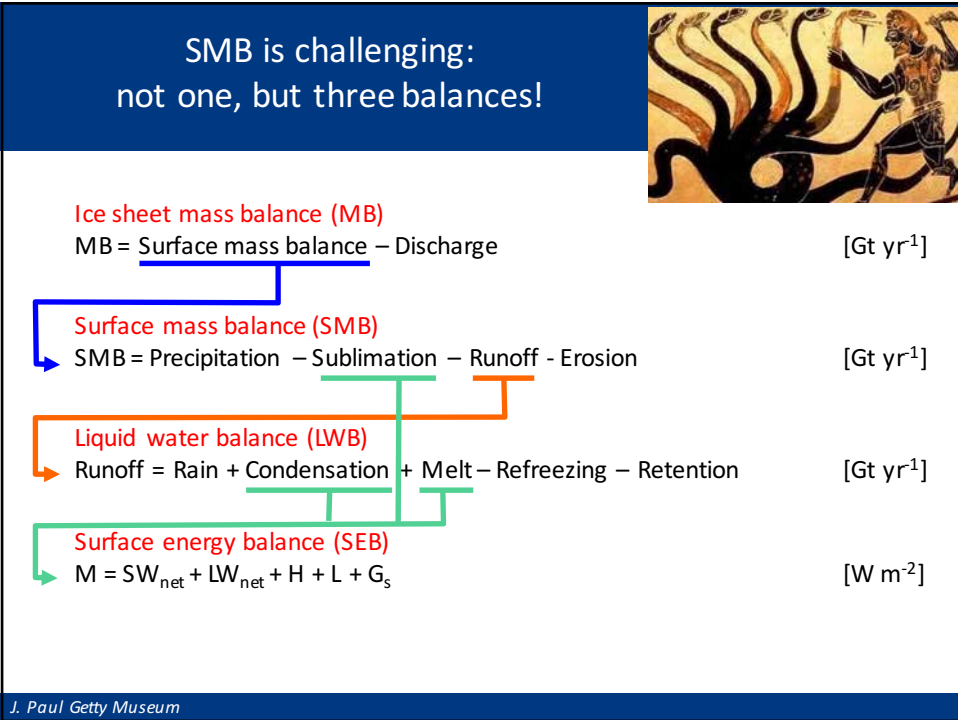 SMB is challenging:
not one, but three balances!
Ice sheet mass balance (MB)
MB = Surface mass balance – Discharge [Gt yr-1]
Surface mass balance (SMB)
SMB = Precipitation – Sublimation – Runoff - Erosion [Gt yr-1]
Liquid water balance (LWB)
Runoff = Rain + Condensation + Melt – Refreezing – Retention [Gt yr-1]
Surface energy balance (SEB)
M = SWnet + LWnet + H + L + Gs [W m-2]
J. Paul Getty Museum